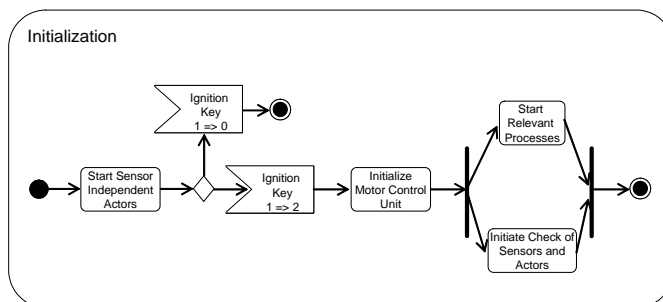 Initialization
Ignition
Key
1 => 0
Start
Relevant
Processes
Start Sensor
Independent
Actors
Ignition
Key
1 => 2
Initialize
Motor Control
Unit
Initiate Check of
Sensors and
Actors